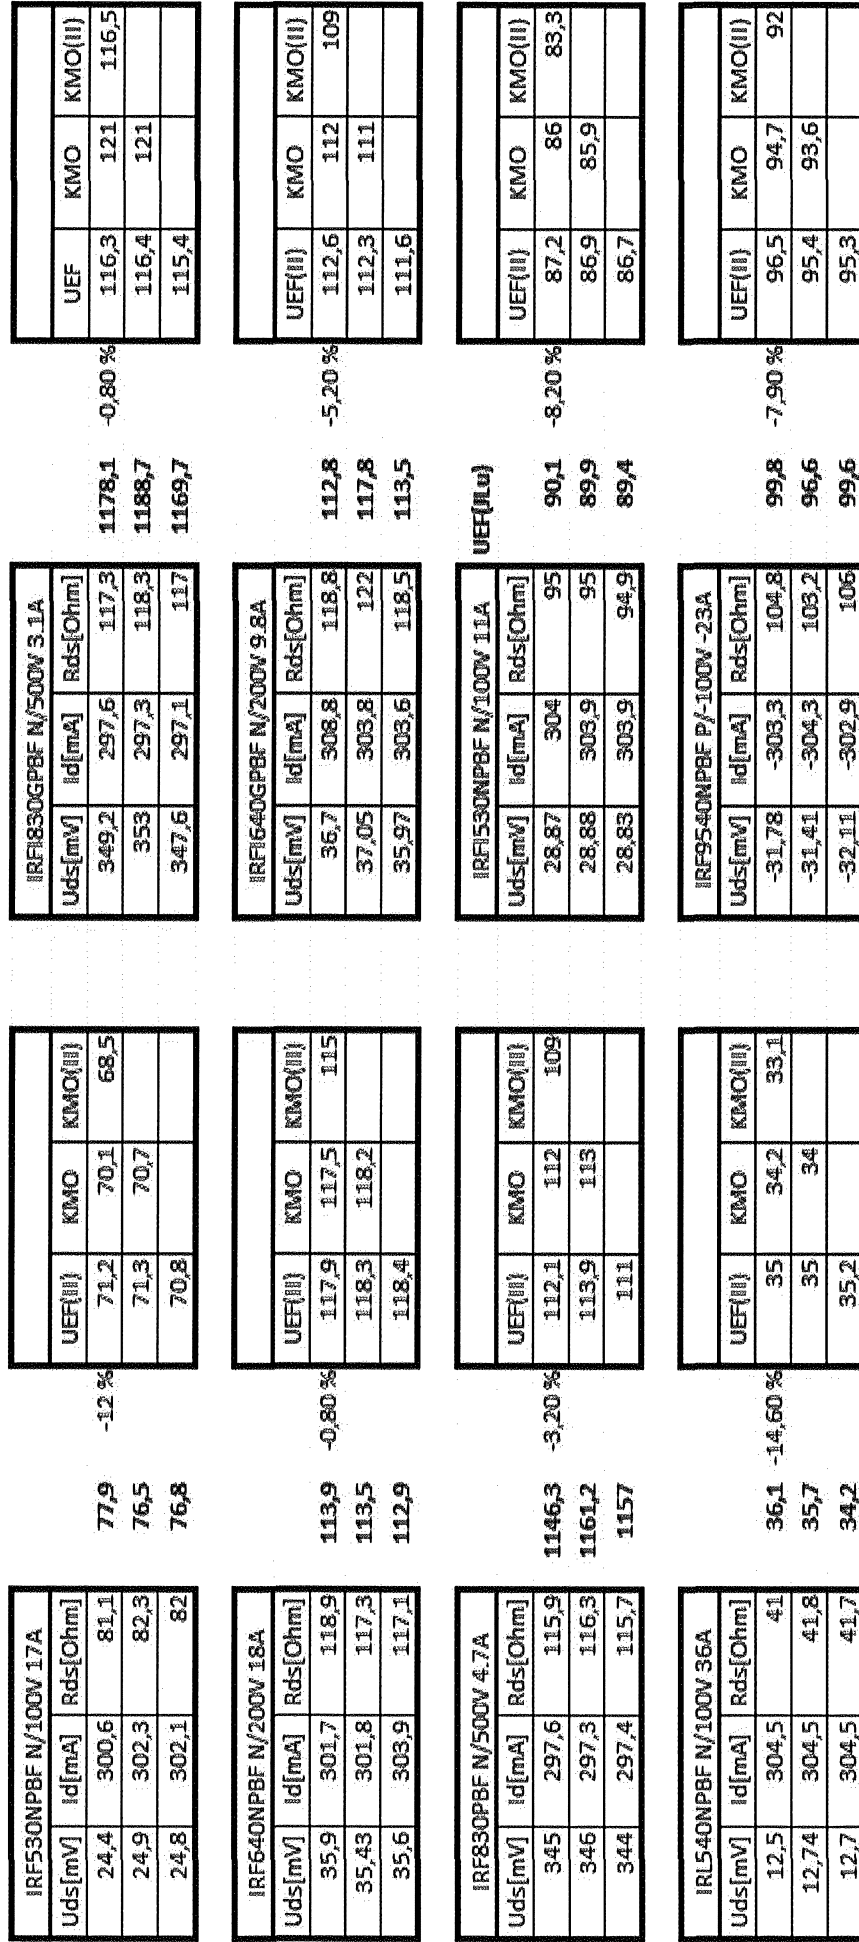 IRF530NPBF N/100V 17A IRFI830GPBF N/500V 3.1A
Uds[mV] Id[mA] Rds[Ohm] UEF(III) KMO KMO(III) Uds[mV] Id[mA] Rds[Ohm] UEF KMO KMO(III)
24,4 300,6 81,1 77,9 -12 % 71,2 70,1 68,5 349,2 297,6 117,3 1178,1 -0,80 % 116,3 121 116,5
24,9 302,3 82,3 76,5 71,3 70,7 353 297,3 118,3 1188,7 116,4 121
24,8 302,1 82 76,8 70,8 347,6 297,1 117 1169,7 115,4
IRF640NPBF N/200V 18A IRFI640GPBF N/200V 9.8A
Uds[mV] Id[mA] Rds[Ohm] UEF(III) KMO KMO(III) Uds[mV] Id[mA] Rds[Ohm] UEF(III) KMO KMO(III)
35,9 301,7 118,9 113,9 -0,80 % 117,9 117,5 115 36,7 308,8 118,8 112,8 -5,20 % 112,6 112 109
35,43 301,8 117,3 113,5 118,3 118,2 37,05 303,8 122 117,8 112,3 111
35,6 303,9 117,1 112,9 118,4 35,97 303,6 118,5 113,5 111,6
UEF(JLu)
IRF830PBF N/500V 4.7A IRFI530NPBF N/100V 11A
Uds[mV] Id[mA] Rds[Ohm] UEF(III) KMO KMO(III) Uds[mV] Id[mA] Rds[Ohm] UEF(III) KMO KMO(III)
345 297,6 115,9 1146,3 -3,20 % 112,1 112 109 28,87 304 95 90,1 -8,20 % 87,2 86 83,3
346 297,3 116,3 1161,2 113,9 113 28,88 303,9 95 89,9 86,9 85,9
344 297,4 115,7 1157 111 28,83 303,9 94,9 89,4 86,7
IRL540NPBF N/100V 36A IRF9540NPBF P/-100V -23A
Uds[mV] Id[mA] Rds[Ohm] UEF(III) KMO KMO(III) Uds[mV] Id[mA] Rds[Ohm] UEF(III) KMO KMO(III)
12,5 304,5 41 36,1 -14,60 % 35 34,2 33,1 -31,78 -303,3 104,8 99,8 -7,90 % 96,5 94,7 92
12,74 304,5 41,8 35,7 35 34 -31,41 -304,3 103,2 96,6 95,4 93,6
12,7 304,5 41,7 34,2 35,2 -32,11 -302,9 106 99,6 95,3